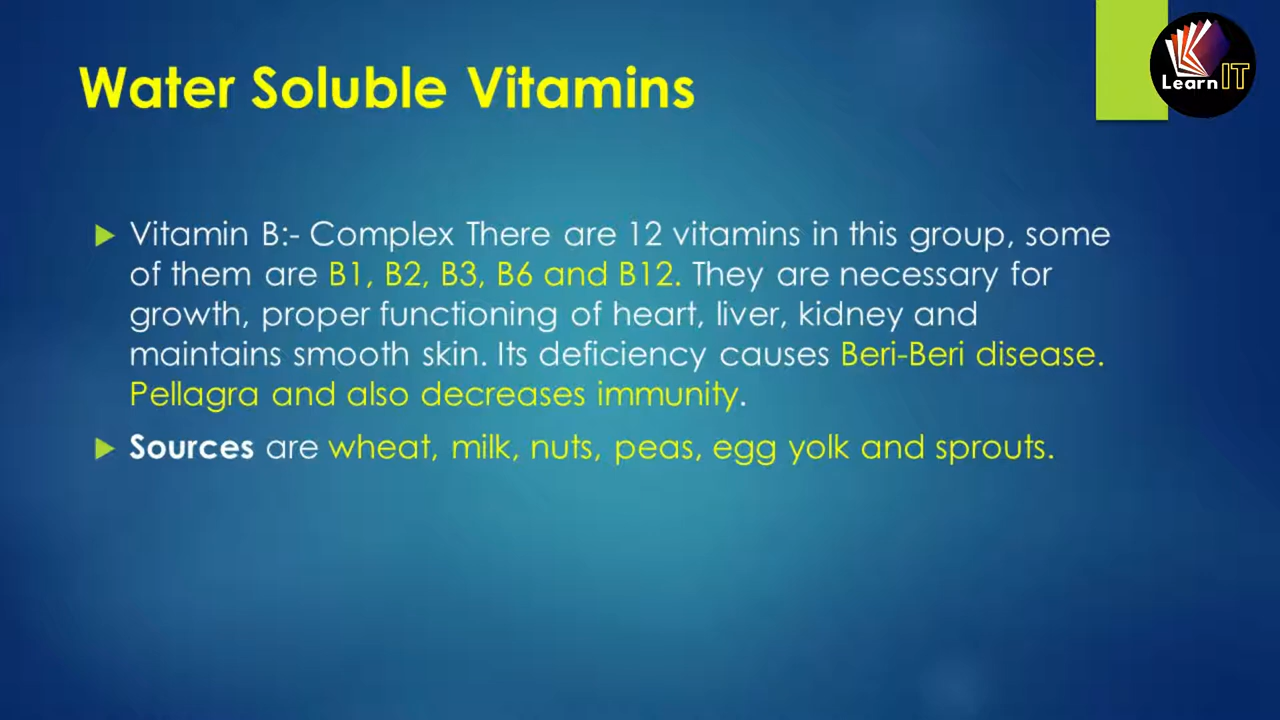 Water Soluble Vitamins
Learn IT
Vitamin B:- Complex There are 12 vitamins in this group, some
of them are B1, B2, B3, B6 and B12. They are necessary for
growth, proper functioning of heart, liver, kidney and
maintains smooth skin. Its deficiency causes Beri-Beri disease.
Pellagra and also decreases immunity.
Sources are wheat, milk, nuts, peas, egg yolk and sprouts.